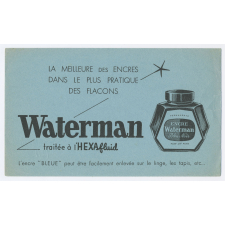 LA MEILLEURE DES ENCRES
DANS LE PLUS PRATIQUE
DES FLACONS
Waterman
traitée à l'HEXAfluid
ENCRE
Waterman
L'encre "BLEUE" peut être facilement enlevée sur le linge, les tapis, etc...